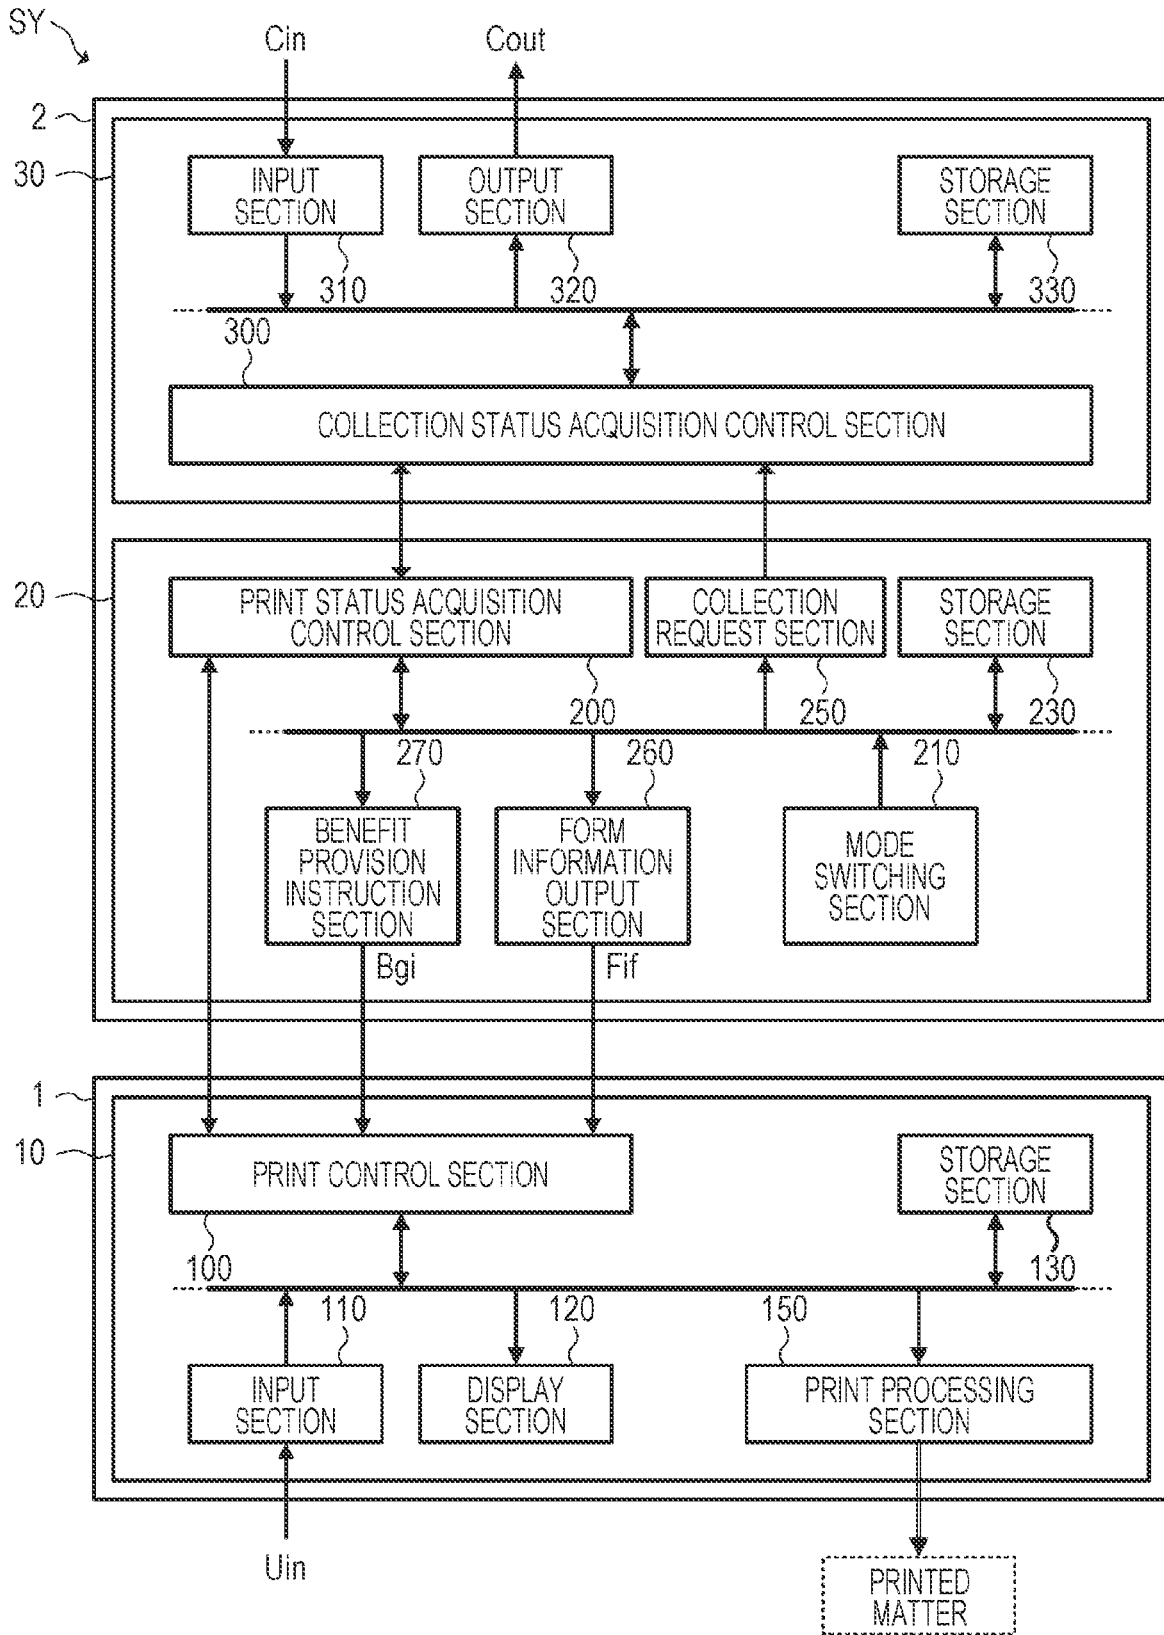 SY
Cin
Cout
2
30
INPUT
SECTION
OUTPUT
SECTION
STORAGE
SECTION
310
320
330
300
COLLECTION STATUS ACQUISITION CONTROL SECTION
20
PRINT STATUS ACQUISITION
CONTROL SECTION
COLLECTION
REQUEST SECTION
STORAGE
SECTION
200
250
230
270
260
210
BENEFIT
PROVISION
INSTRUCTION
SECTION
FORM
INFORMATION
OUTPUT
SECTION
MODE
SWITCHING
SECTION
Bgi
Fif
1
10
PRINT CONTROL SECTION
STORAGE
SECTION
100
130
110
120
150
INPUT
SECTION
DISPLAY
SECTION
PRINT PROCESSING
SECTION
Uin
PRINTED
MATTER